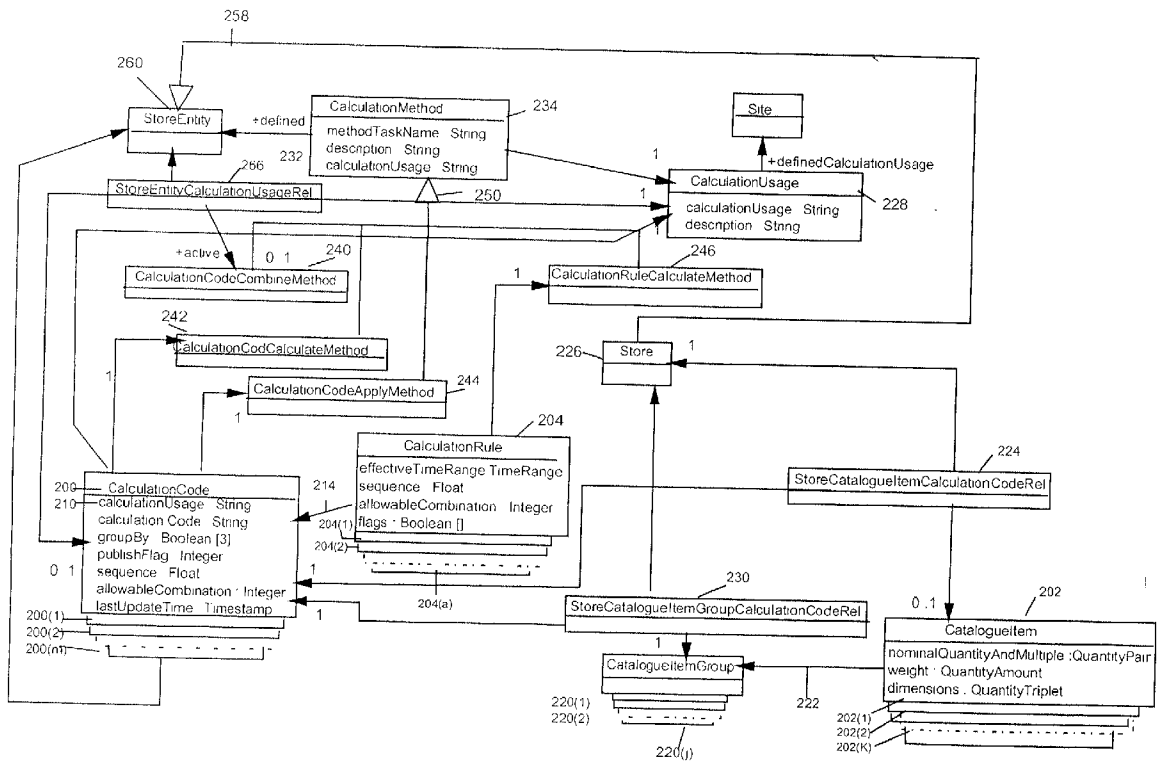 258
260
StoreEntity
+defined
CalculationMethod
234
methodTaskName String
description String
calculationUsage String
232
Site
+definedCalculationUsage
1
CalculationUsage
calculationUsage String
description String
228
266
StoreEntityCalculationUsageRel
250
1
1
+active
0 1
240
CalculationCodeCombineMethod
246
1
CalculationRuleCalculateMethod
242
CalculationCodCalculateMethod
1
226
Store
1
CalculationCodeApplyMethod
244
1
204
CalculationRule
effectiveTimeRange TimeRange
sequence Float
allowableCombination Integer
flags : Boolean []
204(1)
204(2)
204(a)
214
224
StoreCatalogueItemCalculationCodeRel
200
CalculationCode
210
calculationUsage String
calculation Code String
groupBy Boolean [3]
publishFlag Integer
sequence Float
allowableCombination : Integer
lastUpdateTime Timestamp
0 1
1
1
200(1)
200(2)
200(n1)
230
StoreCatalogueItemGroupCalculationCodeRel
1
CatalogueItemGroup
220(1)
220(2)
220(j)
222
0 .1
202
CatalogueItem
nominalQuantityAndMultiple :QuantityPair
weight : QuantityAmount
dimensions . QuantityTriplet
202(1)
202(2)
202(K)